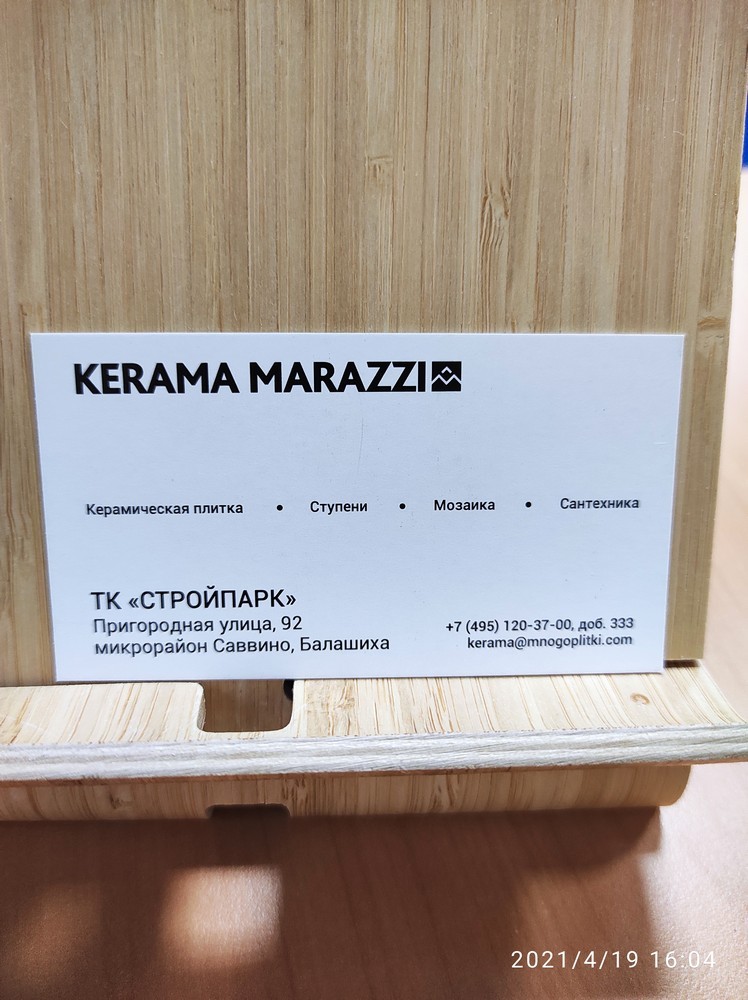 KERAMA MARAZZI
Керамическая плитка • Ступени • Мозаика • Сантехника
ТК «СТРОЙПАРК»
Пригородная улица, 92
микрорайон Саввино, Балашиха
+7 (495) 120-37-00, доб. 333
kerama@mnogoplitki.com
2021/4/19 16:04